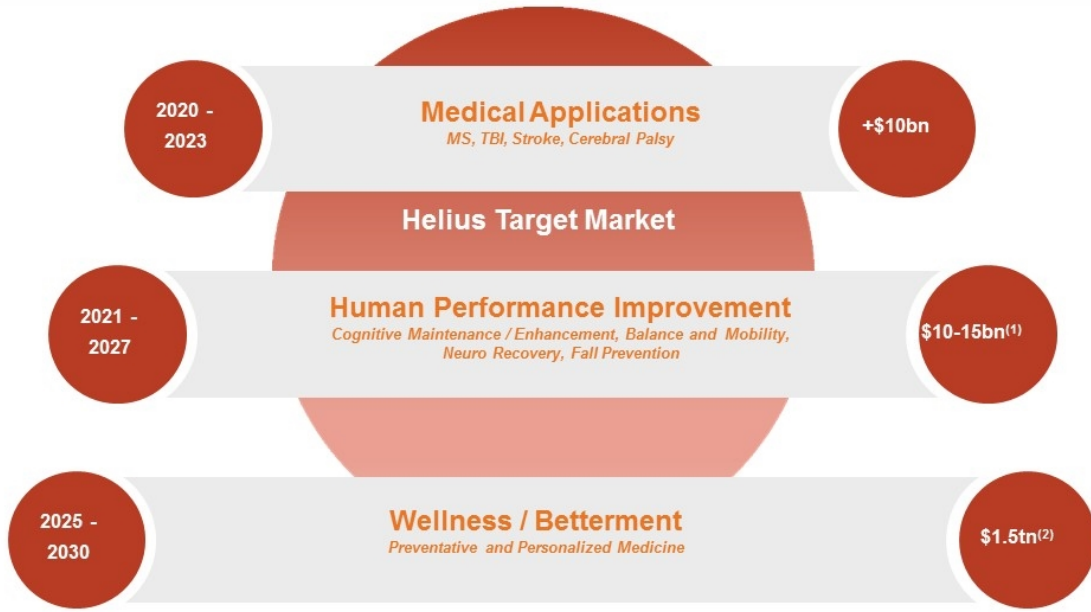 2020 -
2023
Medical Applications
MS, TBI, Stroke, Cerebral Palsy
+$10bn
Helius Target Market
2021 -
2027
Human Performance Improvement
Cognitive Maintenance / Enhancement, Balance and Mobility,
Neuro Recovery, Fall Prevention
$10-15bn(1)
2025 -
2030
Wellness / Betterment
Preventative and Personalized Medicine
$1.5tn(2)